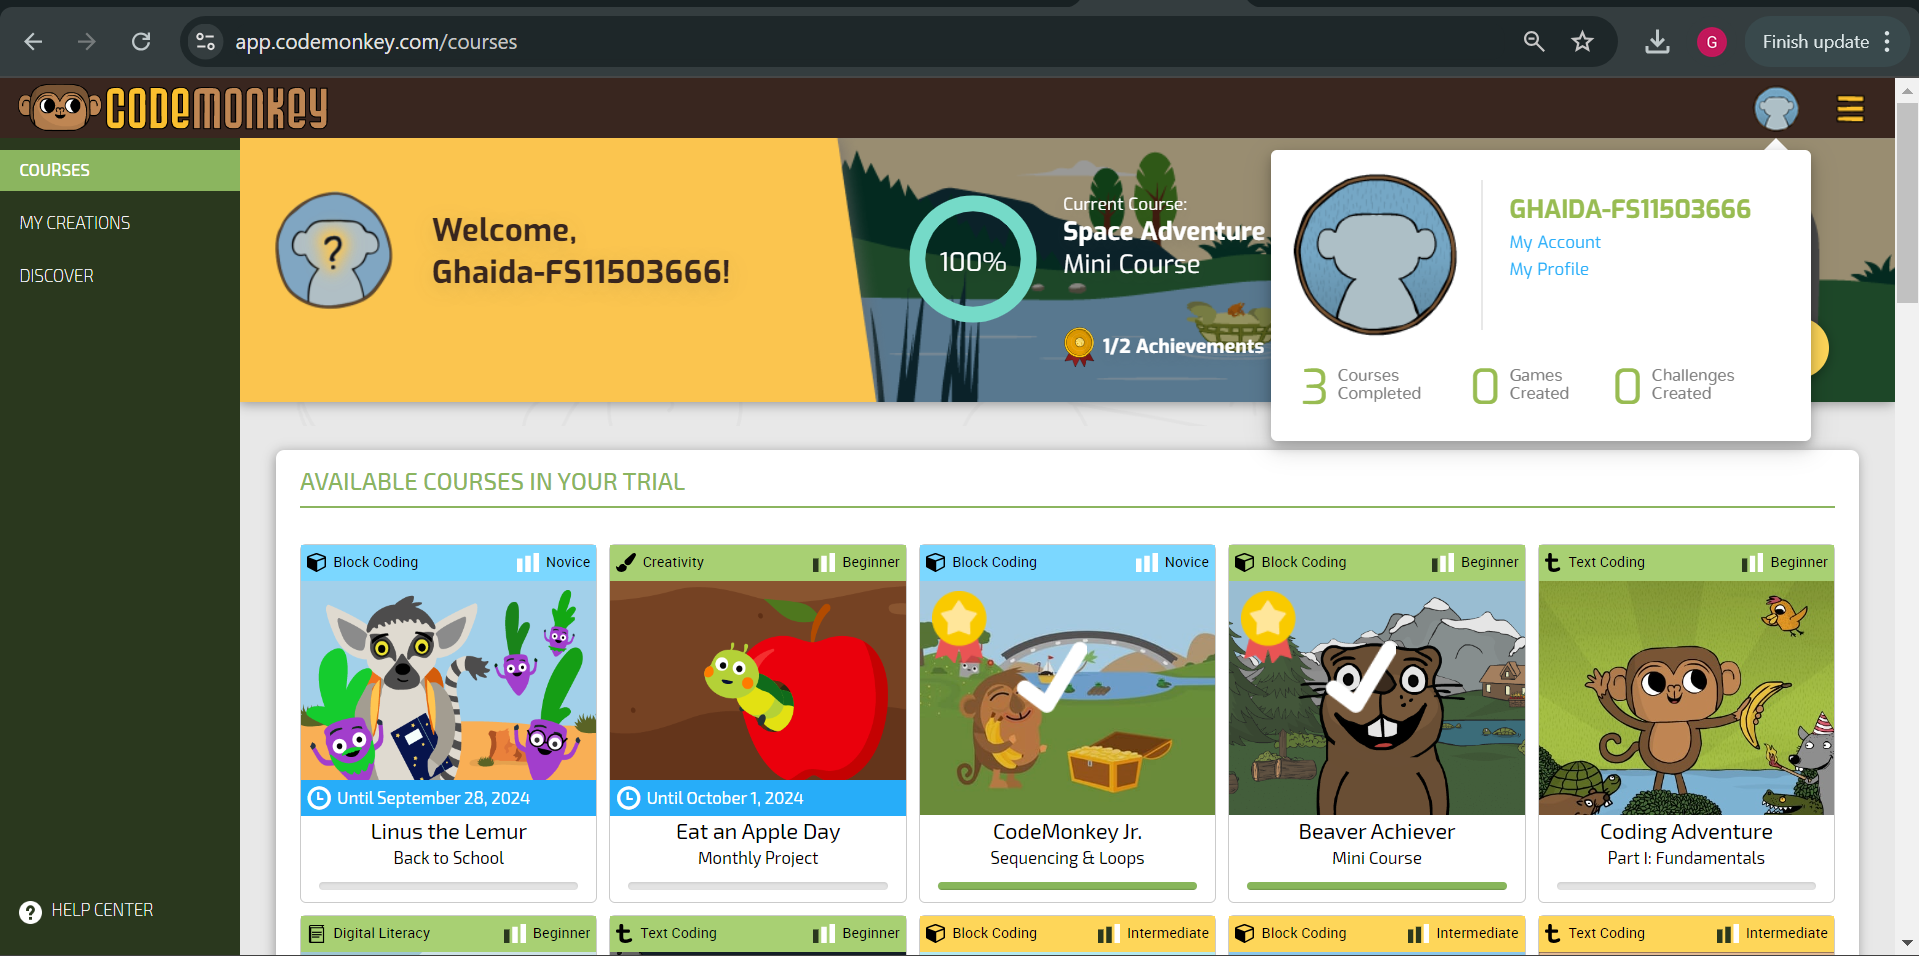 app.codemonkey.com/courses
G
Finish update
CODEMONKEY
COURSES
MY CREATIONS
DISCOVER
HELP CENTER
?
Welcome,
Ghaida-FS11503666!
100%
Current Course:
Space Adventure
Mini Course
1/2 Achievements
GHAIDA-FS11503666
My Account
My Profile
3 Courses Completed
0 Games Created
0 Challenges Created
AVAILABLE COURSES IN YOUR TRIAL
Block Coding Novice
Until September 28, 2024
Linus the Lemur
Back to School
Creativity Beginner
Until October 1, 2024
Eat an Apple Day
Monthly Project
Block Coding Novice
CodeMonkey Jr.
Sequencing & Loops
Block Coding Beginner
Beaver Achiever
Mini Course
Text Coding Beginner
Coding Adventure
Part I: Fundamentals
Digital Literacy Beginner
Text Coding Beginner
Block Coding Intermediate
Block Coding Intermediate
Text Coding Intermediate